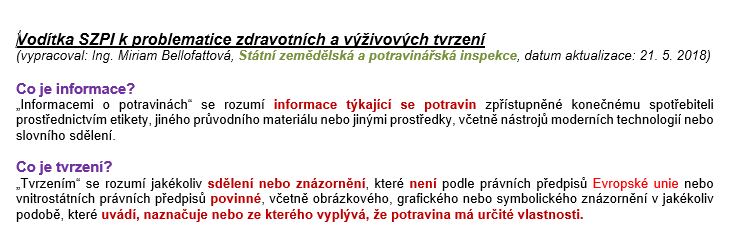 Vodítka SZPI k problematice zdravotních a výživových tvrzení
(vypracoval: Ing. Miriam Bellofattová, Státní zemědělská a potravinářská inspekce, datum aktualizace: 21. 5. 2018)
Co je informace?
„Informacemi o potravinách“ se rozumí informace týkající se potravin zpřístupněné konečnému spotřebiteli
prostřednictvím etikety, jiného průvodního materiálu nebo jinými prostředky, včetně nástrojů moderních technologií nebo
slovního sdělení.
Co je tvrzení?
„Tvrzením“ se rozumí jakékoliv sdělení nebo znázornění, které není podle právních předpisů Evropské unie nebo
vnitrostátních právních předpisů povinné, včetně obrázkového, grafického nebo symbolického znázornění v jakékoliv
podobě, které uvádí, naznačuje nebo ze kterého vyplývá, že potravina má určité vlastnosti.